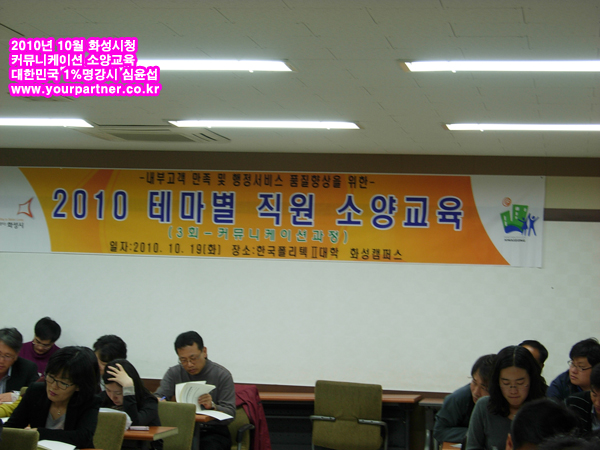 2010년 10월 화성시청
커뮤니케이션 소양교육
대한민국 1%명강사 심윤섭
www.yourpartner.co.kr
-내부고객 만족 및 행정서비스 품질향상을 위한-
2010 테마별 직원 소양교육
(3회-커뮤니케이션과정)
일자:2010. 10. 19(화) 장소:한국폴리텍Ⅱ대학 화성캠퍼스
화성시